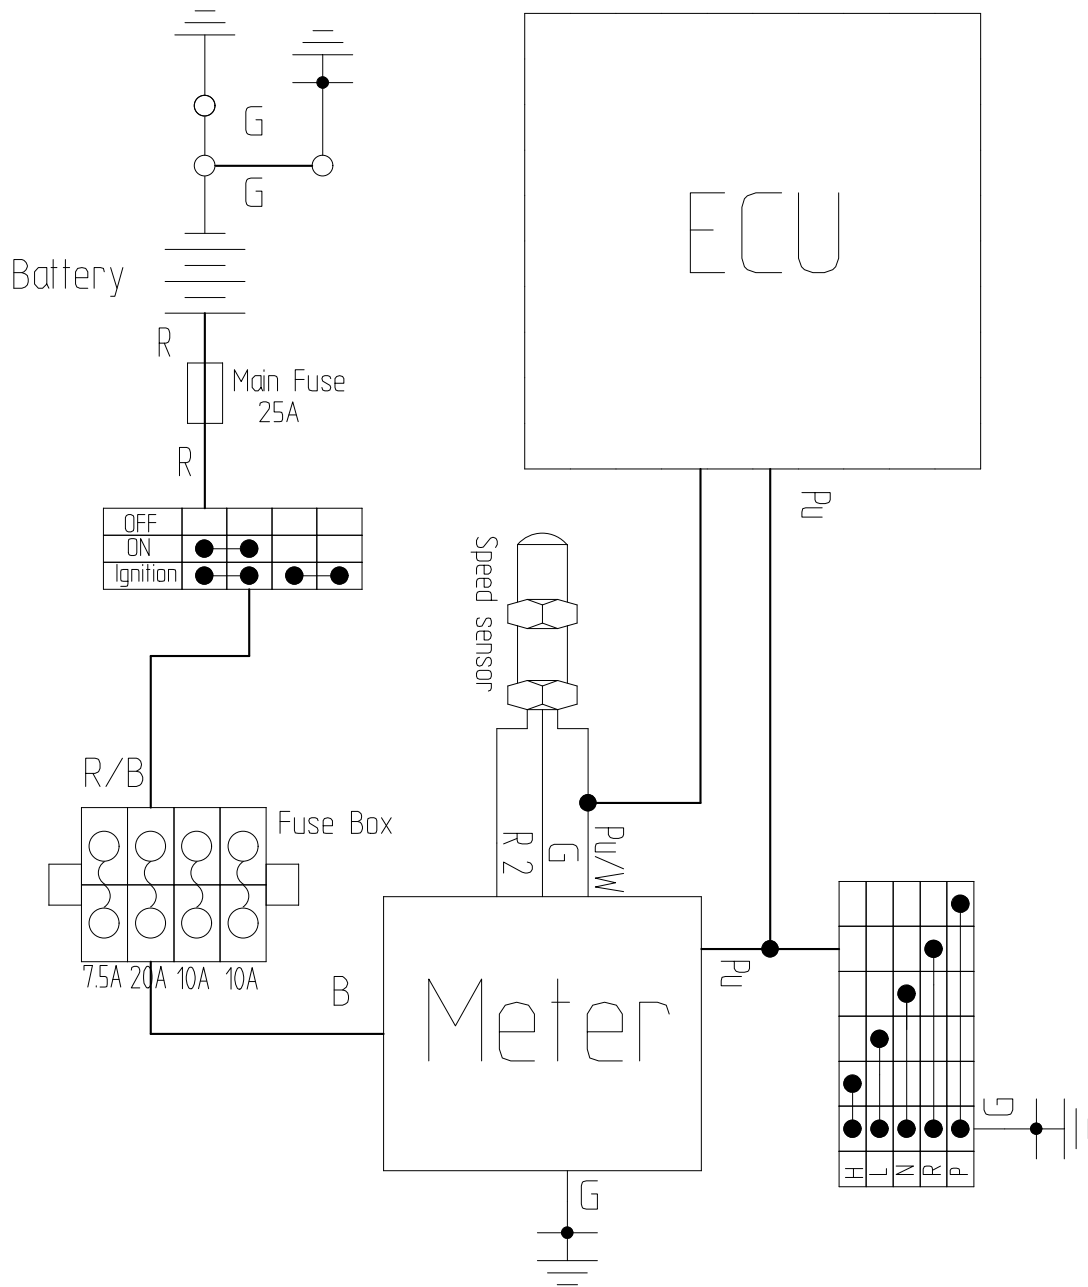 G
G
ECU
Battery
R
Main Fuse
25A
R
Pu
OFF
ON
Ignition
Speed sensor
R/B
Fuse Box
R 2
G
Pu/W
7.5A 20A 10A 10A
B
Meter
Pu
G
H L N R P
G